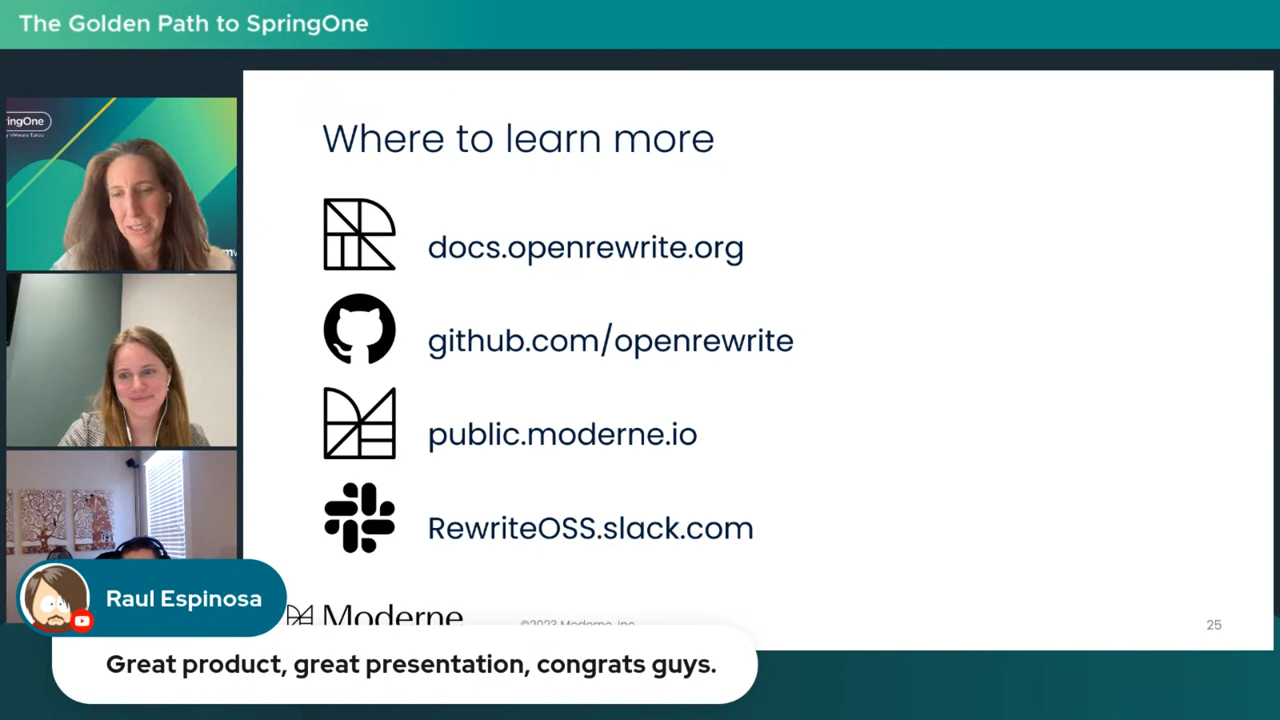 The Golden Path to SpringOne
ingOne
Where to learn more
docs.openrewrite.org
github.com/openrewrite
public.moderne.io
RewriteOSS.slack.com
Raul Espinosa
Moderne
©2023 Moderne, Inc.
25
Great product, great presentation, congrats guys.